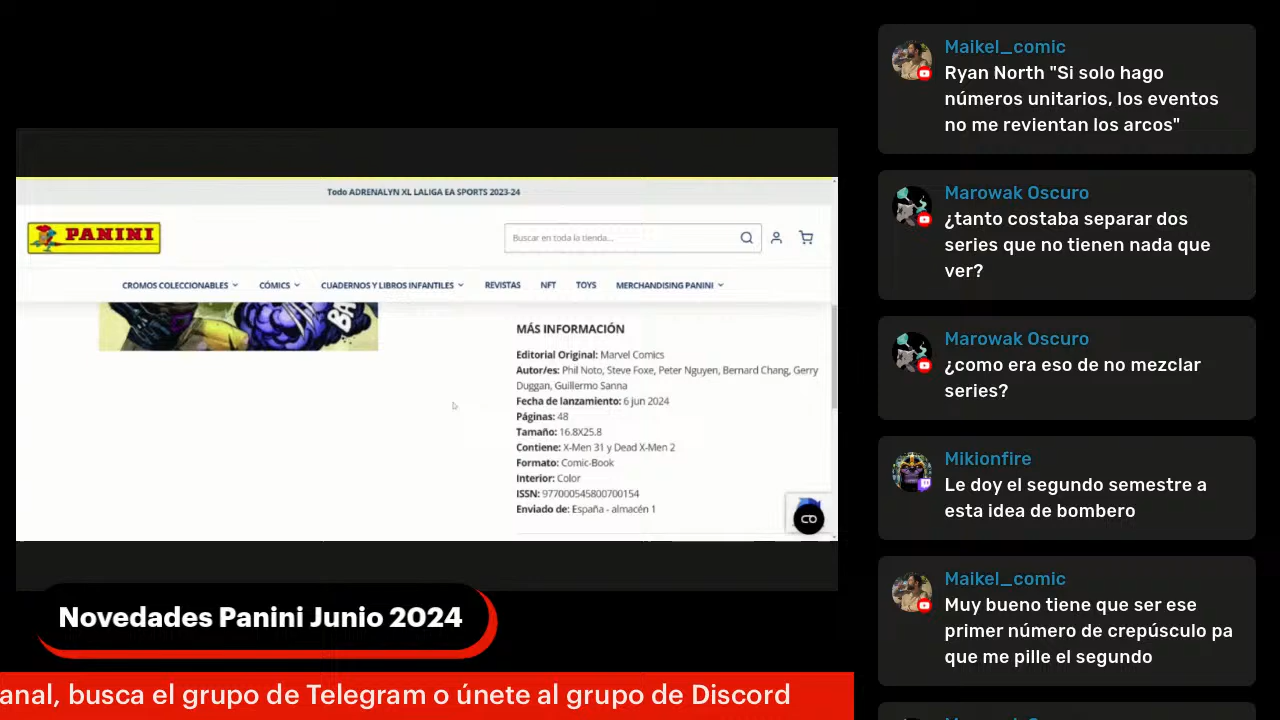 Todo ADRENALYN XL LALIGA EA SPORTS 2023-24
PANINI
Buscar en toda la tienda...
CROMOS COLECCIONABLES
CÓMICS
CUADERNOS Y LIBROS INFANTILES
REVISTAS
NFT
TOYS
MERCHANDISING PANINI
BA
MÁS INFORMACIÓN
Editorial Original: Marvel Comics
Autor/es: Phil Noto, Steve Foxe, Peter Nguyen, Bernard Chang, Gerry
Duggan, Guillermo Sanna
Fecha de lanzamiento: 6 jun 2024
Páginas: 48
Tamaño: 16.8X25.8
Contiene: X-Men 31 y Dead X-Men 2
Formato: Comic-Book
Interior: Color
ISSN: 977000545800700154
Enviado de: España - almacén 1
Novedades Panini Junio 2024
anal, busca el grupo de Telegram o únete al grupo de Discord
Maikel_comic
Ryan North "Si solo hago
números unitarios, los eventos
no me revientan los arcos"
Marowak Oscuro
¿tanto costaba separar dos
series que no tienen nada que
ver?
Marowak Oscuro
¿como era eso de no mezclar
series?
Mikionfire
Le doy el segundo semestre a
esta idea de bombero
Maikel_comic
Muy bueno tiene que ser ese
primer número de crepúsculo pa
que me pille el segundo